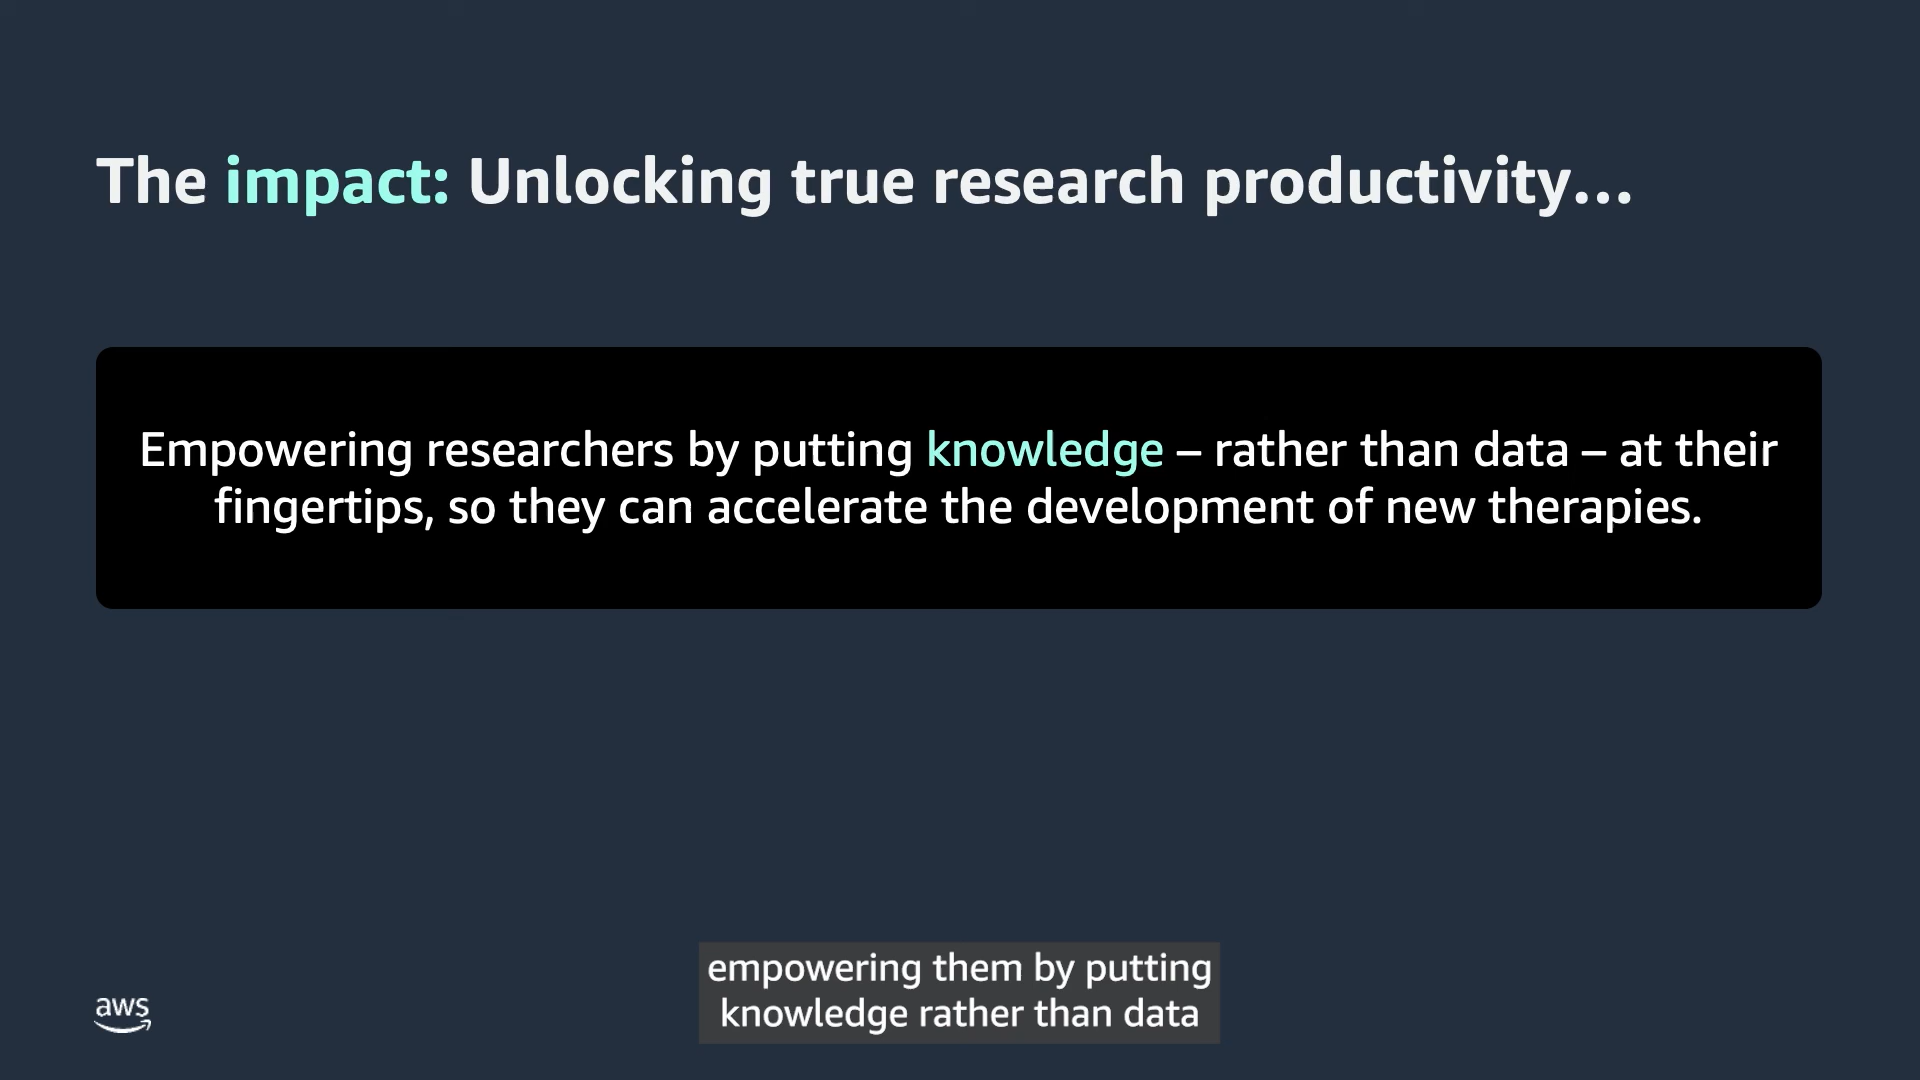 The impact: Unlocking true research productivity...
Empowering researchers by putting knowledge – rather than data – at their
fingertips, so they can accelerate the development of new therapies.
empowering them by putting
knowledge rather than data
aws